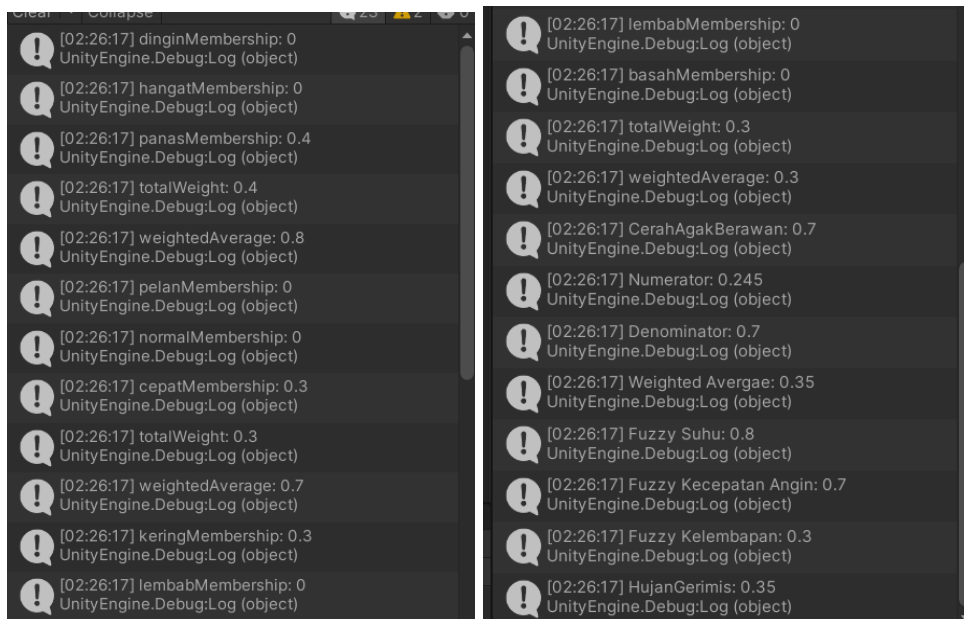 Clear
Collapse
23
2
0
[02:26:17] dinginMembership: 0
UnityEngine.Debug:Log (object)
[02:26:17] hangatMembership: 0
UnityEngine.Debug:Log (object)
[02:26:17] panasMembership: 0.4
UnityEngine.Debug:Log (object)
[02:26:17] totalWeight: 0.4
UnityEngine.Debug:Log (object)
[02:26:17] weightedAverage: 0.8
UnityEngine.Debug:Log (object)
[02:26:17] pelanMembership: 0
UnityEngine.Debug:Log (object)
[02:26:17] normalMembership: 0
UnityEngine.Debug:Log (object)
[02:26:17] cepatMembership: 0.3
UnityEngine.Debug:Log (object)
[02:26:17] totalWeight: 0.3
UnityEngine.Debug:Log (object)
[02:26:17] weightedAverage: 0.7
UnityEngine.Debug:Log (object)
[02:26:17] keringMembership: 0.3
UnityEngine.Debug:Log (object)
[02:26:17] lembabMembership: 0
UnityEngine.Debug:Log (object)
[02:26:17] lembabMembership: 0
UnityEngine.Debug:Log (object)
[02:26:17] basahMembership: 0
UnityEngine.Debug:Log (object)
[02:26:17] totalWeight: 0.3
UnityEngine.Debug:Log (object)
[02:26:17] weightedAverage: 0.3
UnityEngine.Debug:Log (object)
[02:26:17] CerahAgakBerawan: 0.7
UnityEngine.Debug:Log (object)
[02:26:17] Numerator: 0.245
UnityEngine.Debug:Log (object)
[02:26:17] Denominator: 0.7
UnityEngine.Debug:Log (object)
[02:26:17] Weighted Avergae: 0.35
UnityEngine.Debug:Log (object)
[02:26:17] Fuzzy Suhu: 0.8
UnityEngine.Debug:Log (object)
[02:26:17] Fuzzy Kecepatan Angin: 0.7
UnityEngine.Debug:Log (object)
[02:26:17] Fuzzy Kelembapan: 0.3
UnityEngine.Debug:Log (object)
[02:26:17] HujanGerimis: 0.35
UnityEngine.Debug:Log (object)